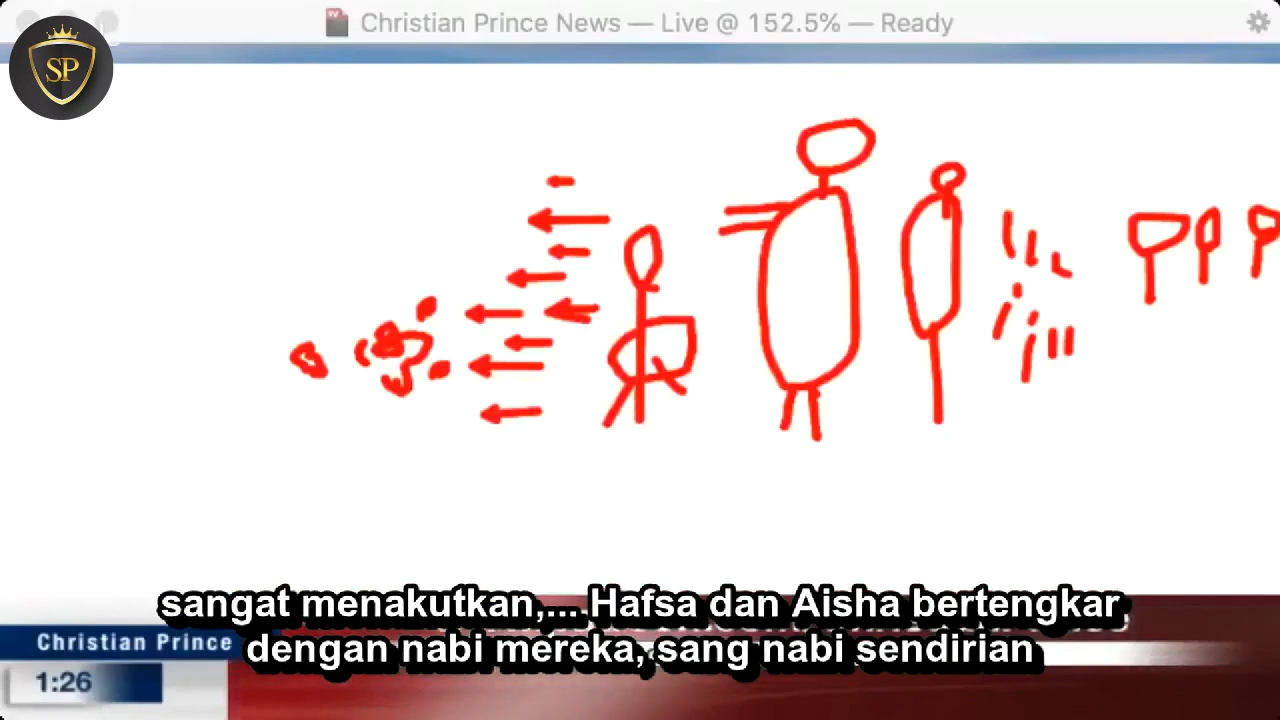 Christian Prince News — Live @ 152.5% — Ready
SP
sangat menakutkan,... Hafsa dan Aisha bertengkar
dengan nabi mereka, sang nabi sendirian
Christian Prince
1:26